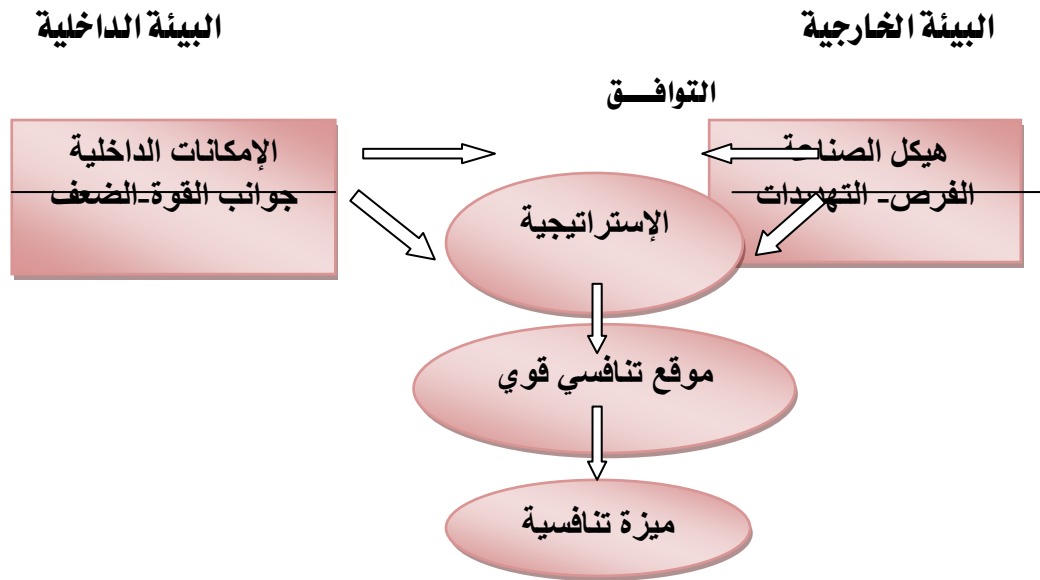 البيئة الخارجية
البيئة الداخلية
التوافــــق
هيكل الصناعة
الفرص- التهديدات
الإمكانات الداخلية
جوانب القوة-الضعف
الإستراتيجية
موقع تنافسي قوي
ميزة تنافسية